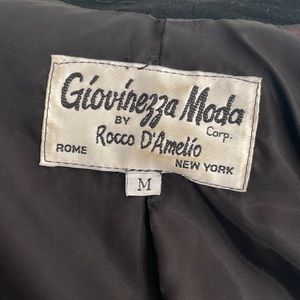 Giovinezza Moda
BY Corp.
Rocco D'Amelio
ROME NEW YORK
M